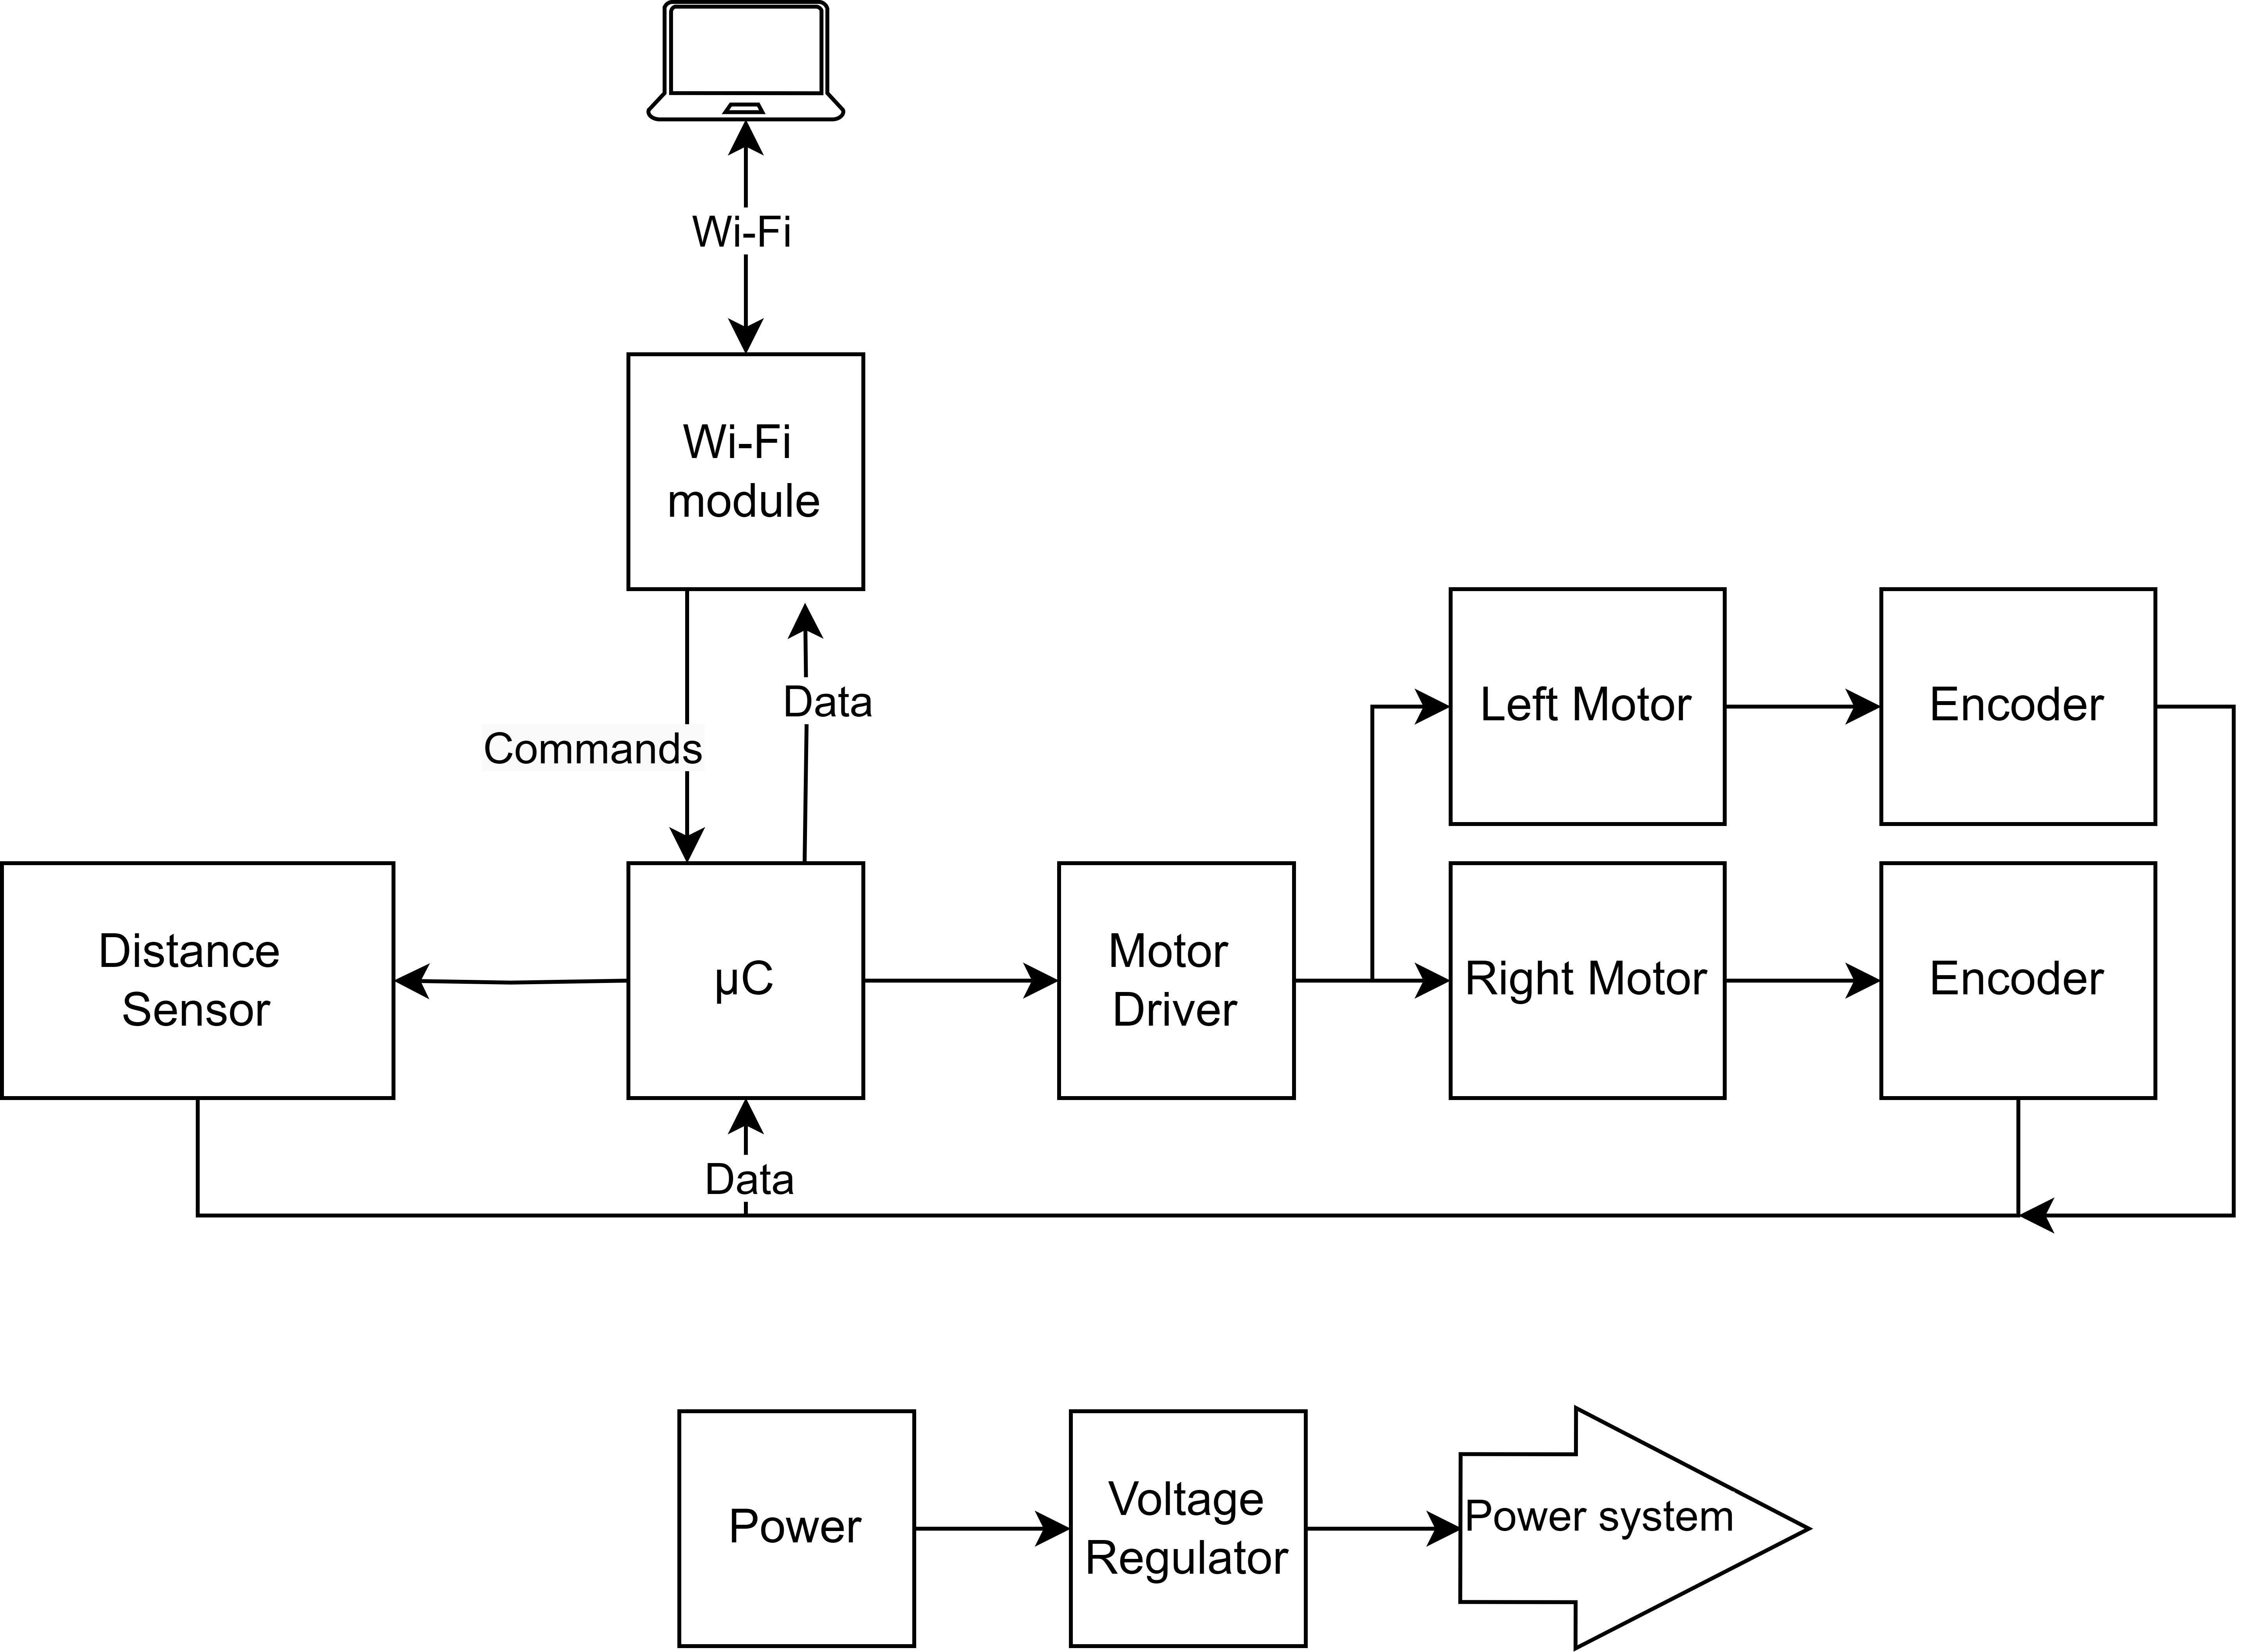 Wi-Fi
Wi-Fi
module
Data
Commands
Left Motor
Encoder
Distance
Sensor
µC
Motor
Driver
Right Motor
Encoder
Data
Power
Voltage
Regulator
Power system